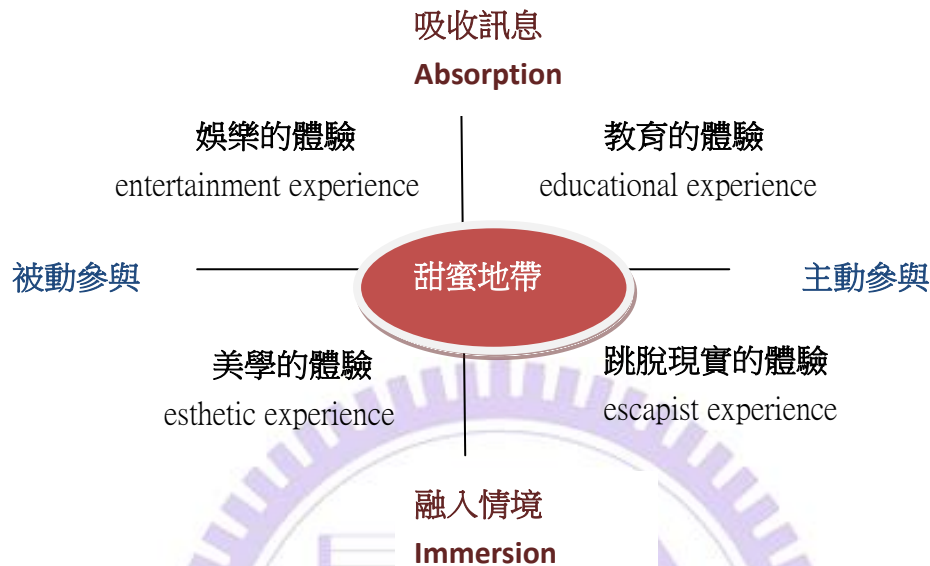 吸收訊息
Absorption
娛樂的體驗
entertainment experience
教育的體驗
educational experience
被動參與
甜蜜地帶
主動參與
美學的體驗
esthetic experience
跳脫現實的體驗
escapist experience
融入情境
Immersion